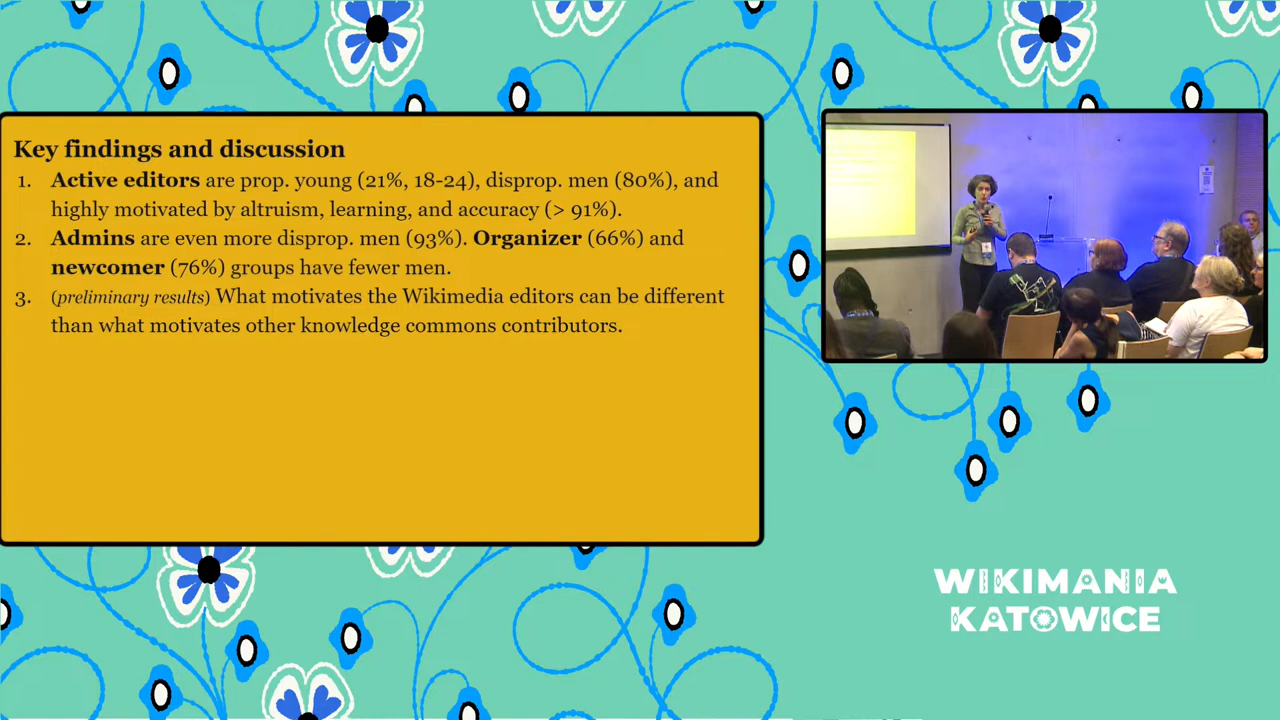 Key findings and discussion
1. Active editors are prop. young (21%, 18-24), disprop. men (80%), and
highly motivated by altruism, learning, and accuracy (> 91%).
2. Admins are even more disprop. men (93%). Organizer (66%) and
newcomer (76%) groups have fewer men.
3. (preliminary results) What motivates the Wikimedia editors can be different
than what motivates other knowledge commons contributors.
WIKIMANIA
KATOWICE